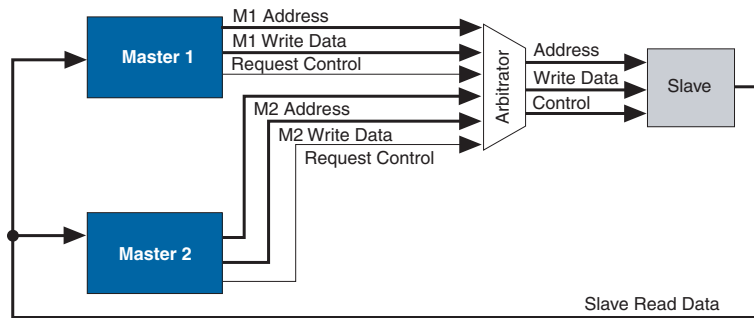 M1 Address
M1 Write Data
Request Control
Master 1
M2 Address
M2 Write Data
Request Control
Arbitrator
Address
Write Data
Control
Slave
Master 2
Slave Read Data